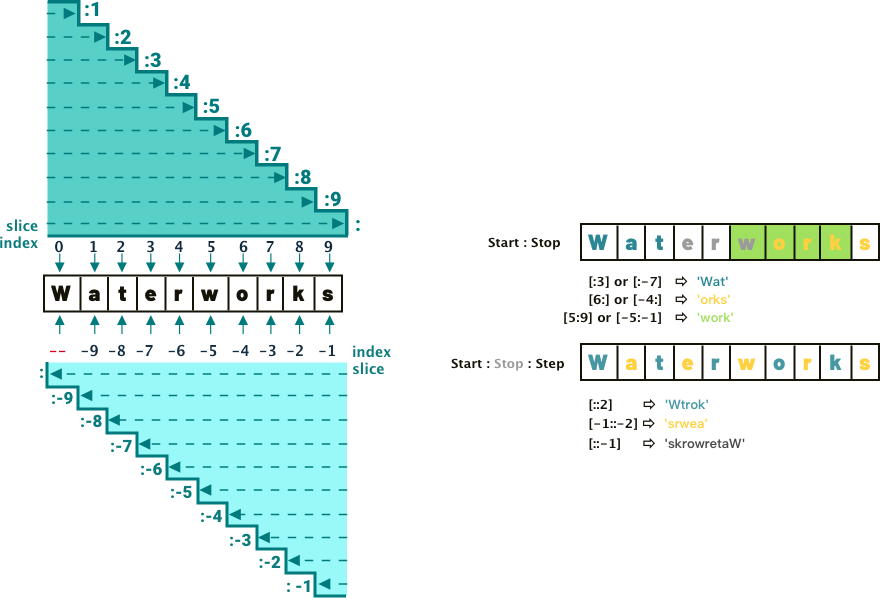 :1
:2
:3
:4
:5
:6
:7
:8
:9
:
slice
index
0 1 2 3 4 5 6 7 8 9
W a t e r w o r k s
-- -9 -8 -7 -6 -5 -4 -3 -2 -1
index
slice
:
:-9
:-8
:-7
:-6
:-5
:-4
:-3
:-2
: -1
Start : Stop
W a t e r w o r k s
[:3] or [:-7] ⇨ 'Wat'
[6:] or [-4:] ⇨ 'orks'
[5:9] or [-5:-1] ⇨ 'work'
Start : Stop : Step
W a t e r w o r k s
[::2] ⇨ 'Wtrok'
[-1::-2] ⇨ 'srwea'
[::-1] ⇨ 'skrowretaW'